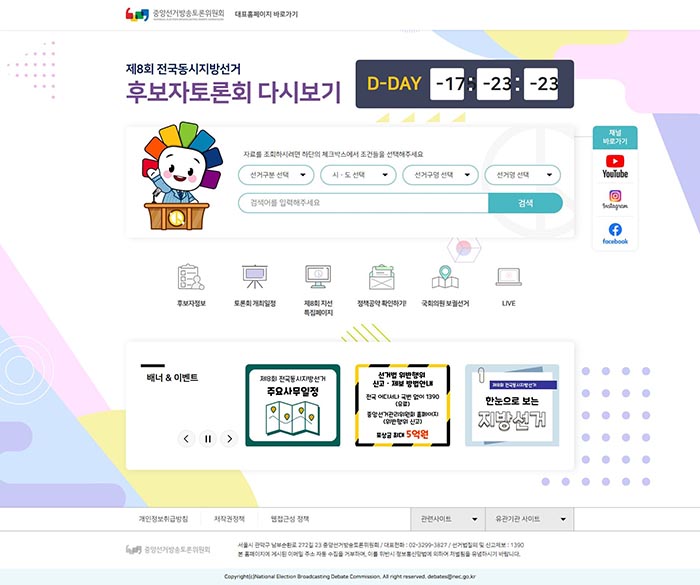 중앙선거방송토론위원회
NATIONAL ELECTION BROADCASTING DEBATE COMMISSION
대표홈페이지 바로가기
제8회 전국동시지방선거
후보자토론회 다시보기
D-DAY -17: -23: -23
채널
바로가기
YouTube
Instagram
facebook
자료를 조회하시려면 하단의 체크박스에서 조건들을 선택해주세요
선거구분 선택
시·도 선택
선거구명 선택
선거명 선택
검색어를 입력해주세요
검색
후보자정보
토론회 개최일정
제8회 지선
특집페이지
정책공약 확인하기!
국회의원 보궐선거
LIVE
배너 & 이벤트
제8회 전국동시지방선거
주요사무일정
선거법 위반행위
신고·제보 방법안내
전국 어디서나 국번 없이 1390
(유료)
중앙선거관리위원회 홈페이지
(위반행위 신고)
포상금 최대 5억원
제8회 전국동시지방선거
한눈으로 보는
지방선거
개인정보취급방침
저작권정책
웹접근성 정책
관련사이트
유관기관 사이트
중앙선거방송토론위원회
서울시 관악구 남부순환로 272길 23 중앙선거방송토론위원회 / 대표전화 : 02-3299-3827 / 선거법질의 및 신고제보 : 1390
본 홈페이지에 게시된 이메일 주소 자동 수집을 거부하며, 이를 위반시 정보통신망법에 의하여 처벌됨을 유념하시기 바랍니다.
Copyright(c)National Election Broadcasting Debate Commission, All right reserved. debates@nec.go.kr